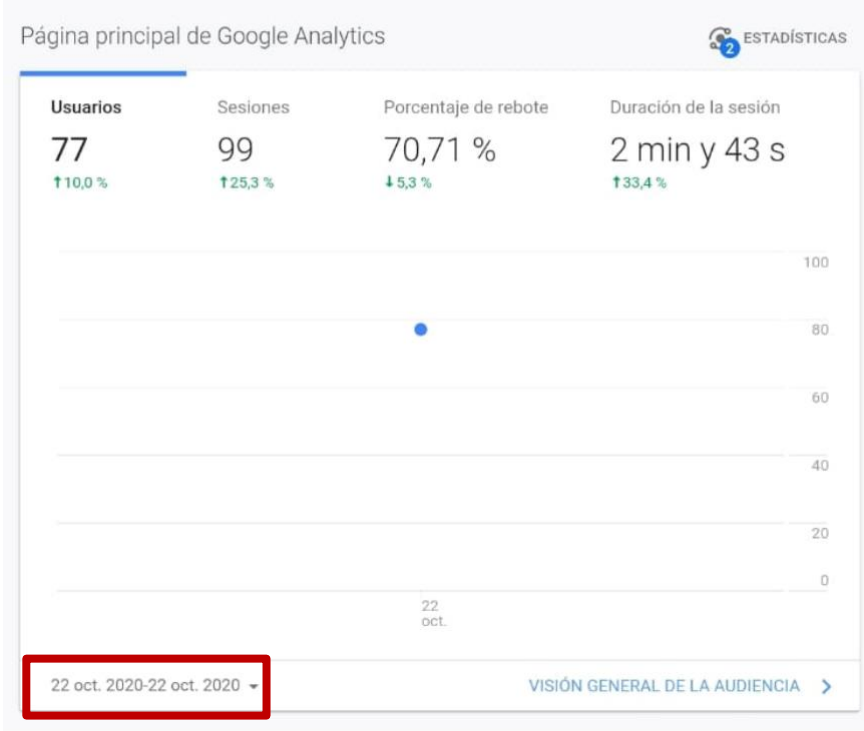 Página principal de Google Analytics
2 ESTADÍSTICAS
Usuarios Sesiones Porcentaje de rebote Duración de la sesión
77 99 70,71 % 2 min y 43 s
⬆10,0 % ⬆25,3 % ⬇5,3 % ⬆33,4 %
100
80
60
40
20
0
22
oct.
22 oct. 2020-22 oct. 2020
VISIÓN GENERAL DE LA AUDIENCIA